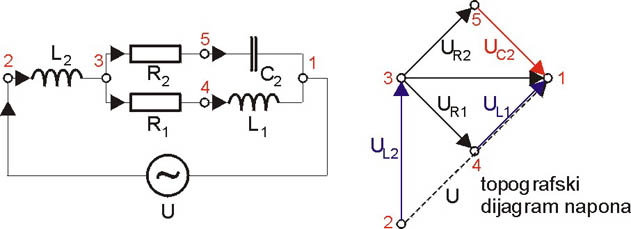 2
L2
3
5
R2
C2
1
4
R1
L1
U
5
UR2
UC2
3
1
UR1
UL1
UL2
4
U
2
topografski
dijagram napona